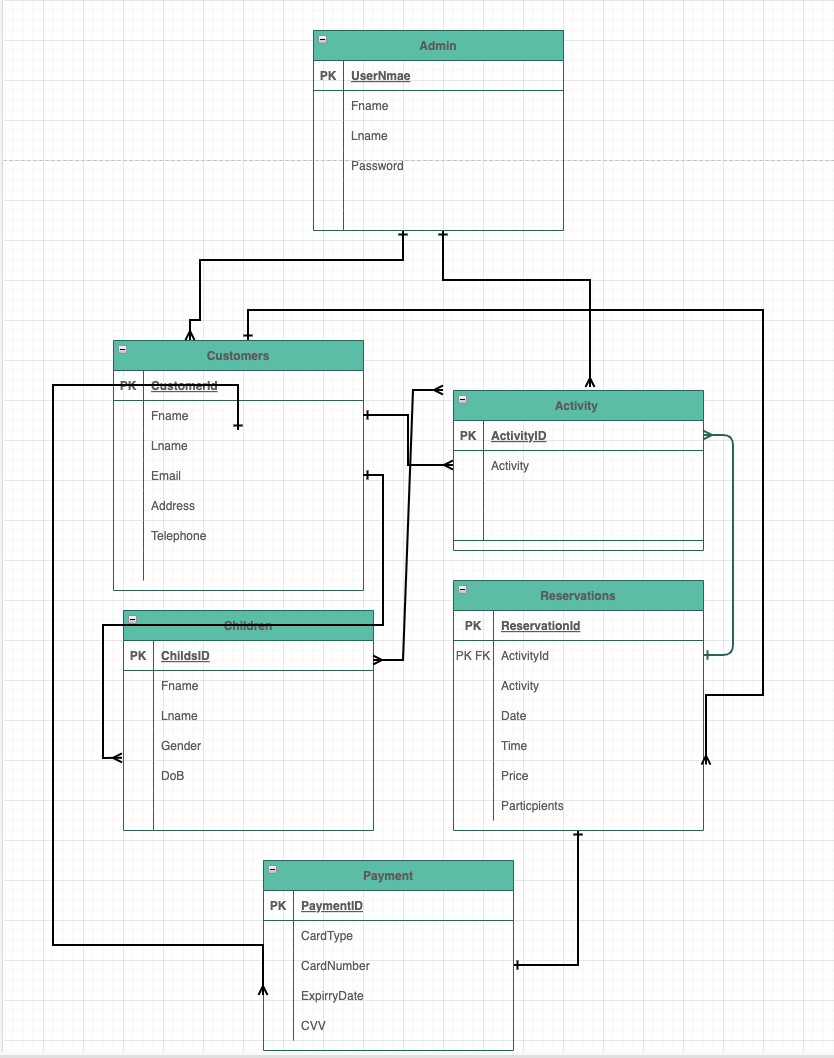 Admin
PK UserNmae
Fname
Lname
Password
Customers
PK CustomerId
Fname
Lname
Email
Address
Telephone
Activity
PK ActivityID
Activity
Children
PK ChildsID
Fname
Lname
Gender
DoB
Reservations
PK ReservationId
PK FK ActivityId
Activity
Date
Time
Price
Particpients
Payment
PK PaymentID
CardType
CardNumber
ExpirryDate
CVV